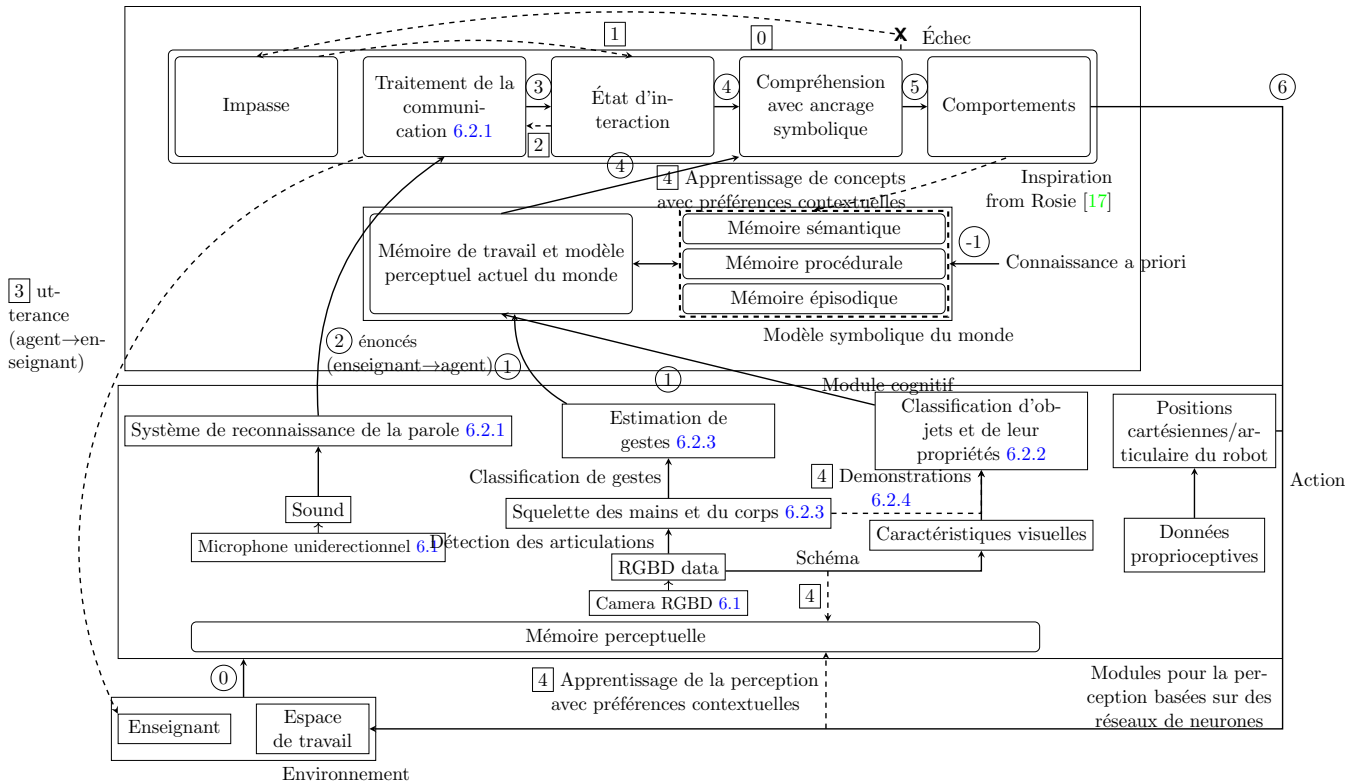 1
0
X Échec
6
Impasse
Traitement de la
communi-
cation 6.2.1
3
État d'in-
teraction
4
Compréhension
avec ancrage
symbolique
5
Comportements
2
4
4 Apprentissage de concepts
avec préférences contextuelles
Inspiration
from Rosie [17]
Mémoire de travail et modèle
perceptuel actuel du monde
Mémoire sémantique
Mémoire procédurale
Mémoire épisodique
-1
Connaissance a priori
Modèle symbolique du monde
3 ut-
terance
(agent→en-
seignant)
2 énoncés
(enseignant→agent)
1
1
Module cognitif
Système de reconnaissance de la parole 6.2.1
Estimation de
gestes 6.2.3
Classification d'ob-
jets et de leur
propriétés 6.2.2
Positions
cartésiennes/ar-
ticulaire du robot
Classification de gestes
4 Demonstrations
6.2.4
Action
Sound
Squelette des mains et du corps 6.2.3
Microphone uniderectionnel 6.1
Détection des articulations
Caractéristiques visuelles
Données
proprioceptives
RGBD data
Schéma
Camera RGBD 6.1
4
Mémoire perceptuelle
0
4 Apprentissage de la perception
avec préférences contextuelles
Modules pour la per-
ception basées sur des
réseaux de neurones
Enseignant
Espace
de travail
Environnement